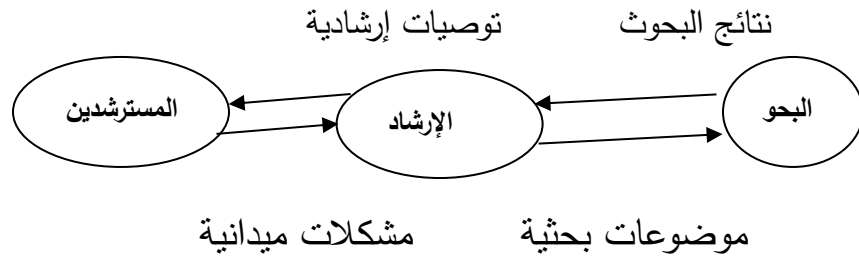 نتائج البحوث توصيات إرشادية
البحو الإرشاد المسترشدين
موضوعات بحثية مشكلات ميدانية